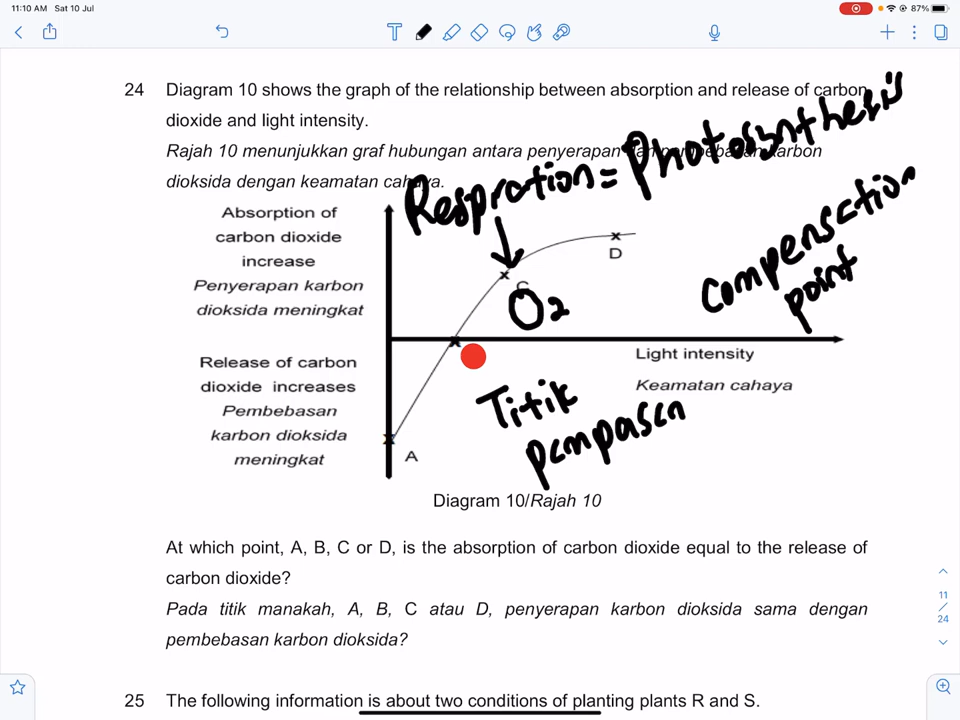 11:10 AM Sat 10 Jul
87%
24 Diagram 10 shows the graph of the relationship between absorption and release of carbon
dioxide and light intensity.
Rajah 10 menunjukkan graf hubungan antara penyerapan dan pembebasan karbon
dioksida dengan keamatan cahaya.
Respration = Photosynthesis
Absorption of
carbon dioxide
increase
Penyerapan karbon
dioksida meningkat
D
C
O2
Compensation
point
Release of carbon
dioxide increases
Pembebasan
karbon dioksida
meningkat
Light intensity
Keamatan cahaya
Titik
pampasan
A
Diagram 10/Rajah 10
At which point, A, B, C or D, is the absorption of carbon dioxide equal to the release of
carbon dioxide?
Pada titik manakah, A, B, C atau D, penyerapan karbon dioksida sama dengan
pembebasan karbon dioksida?
11
/
24
25 The following information is about two conditions of planting plants R and S.